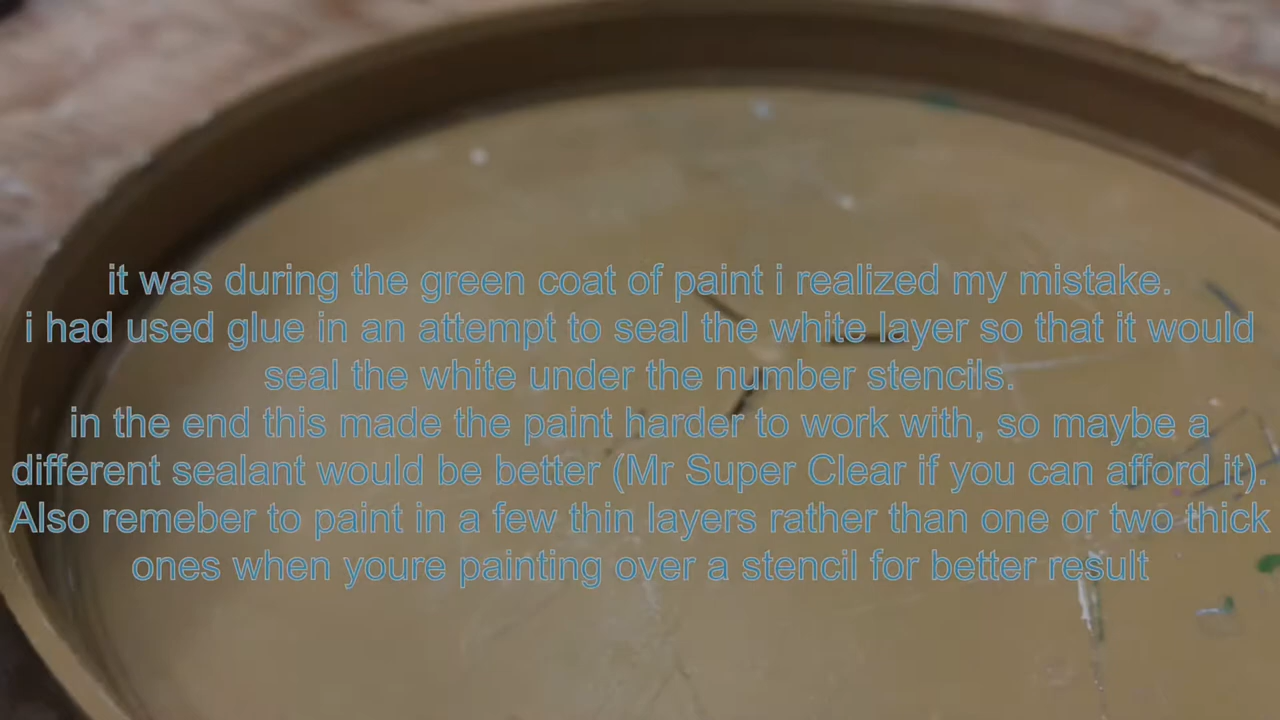 it was during the green coat of paint i realized my mistake.
i had used glue in an attempt to seal the white layer so that it would
seal the white under the number stencils.
in the end this made the paint harder to work with, so maybe a
different sealant would be better (Mr Super Clear if you can afford it).
Also remeber to paint in a few thin layers rather than one or two thick
ones when youre painting over a stencil for better result